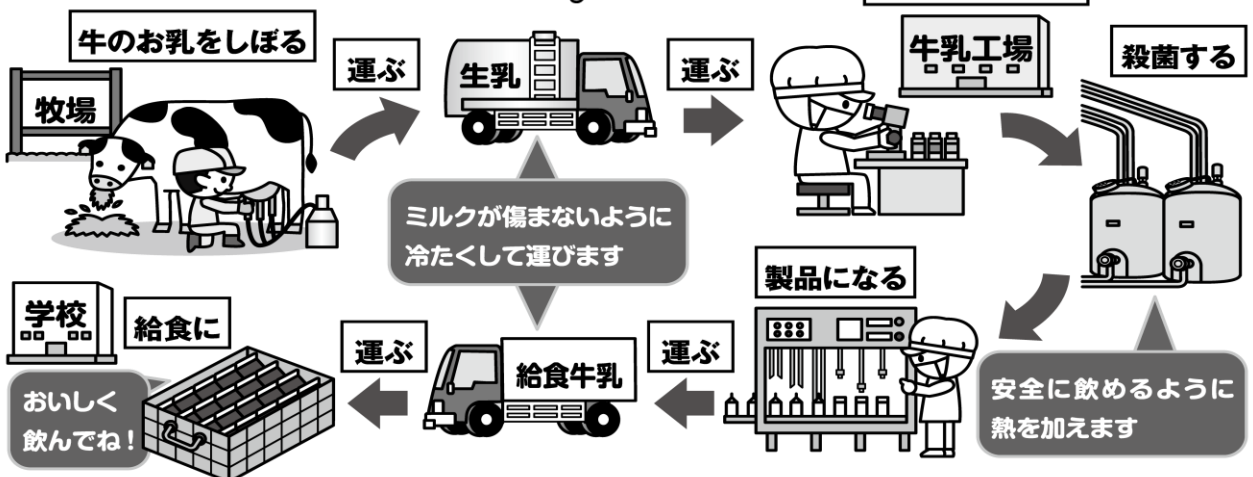 牛のお乳をしぼる
牧場
運ぶ
生乳
運ぶ
牛乳工場
殺菌する
ミルクが傷まないように
冷たくして運びます
安全に飲めるように
熱を加えます
製品になる
運ぶ
給食牛乳
運ぶ
給食に
学校
おいしく
飲んでね!